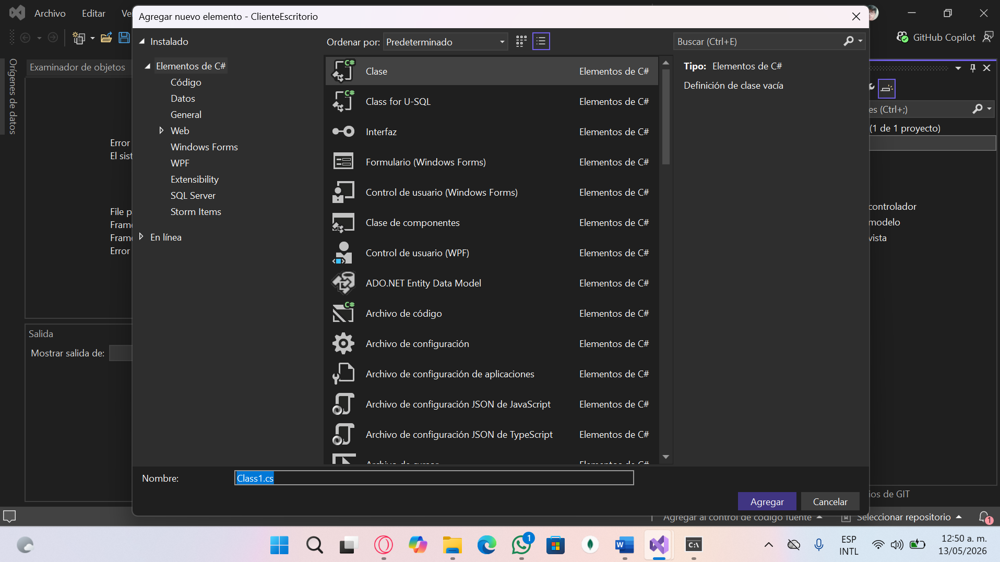 Archivo
Editar
Ve
Agregar nuevo elemento - ClienteEscritorio
GitHub Copilot
Orígenes de datos
Examinador de objetos
Error
El sist
File p
Frame
Frame
Error
Salida
Mostrar salida de:
Instalado
Elementos de C#
Código
Datos
General
Web
Windows Forms
WPF
Extensibility
SQL Server
Storm Items
En línea
Ordenar por: Predeterminado
Buscar (Ctrl+E)
Clase Elementos de C#
Class for U-SQL Elementos de C#
Interfaz Elementos de C#
Formulario (Windows Forms) Elementos de C#
Control de usuario (Windows Forms) Elementos de C#
Clase de componentes Elementos de C#
Control de usuario (WPF) Elementos de C#
ADO.NET Entity Data Model Elementos de C#
Archivo de código Elementos de C#
Archivo de configuración Elementos de C#
Archivo de configuración de aplicaciones Elementos de C#
Archivo de configuración JSON de JavaScript Elementos de C#
Archivo de configuración JSON de TypeScript Elementos de C#
Archivo de cursor Elementos de C#
Tipo: Elementos de C#
Definición de clase vacía
es (Ctrl+;)
(1 de 1 proyecto)
controlador
modelo
vista
ios de GIT
Nombre: Class1.cs
Agregar
Cancelar
Agregar al control de código fuente
Seleccionar repositorio
1
1
ESP
INTL
12:50 a. m.
13/05/2026